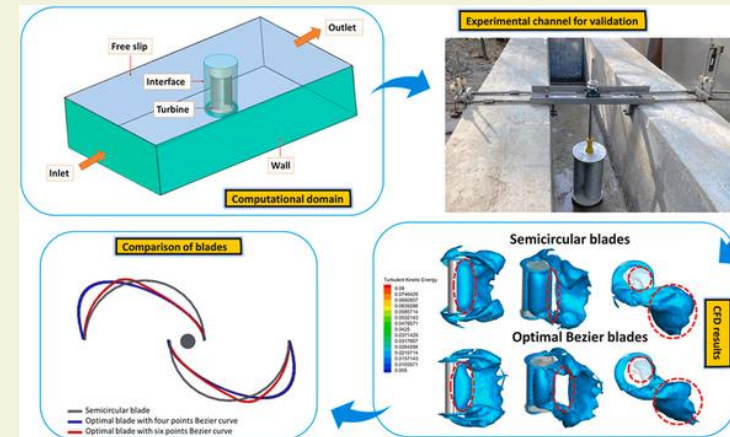 Experimental channel for validation
Outlet
Free slip
Interface
Turbine
Wall
Inlet
Computational domain
Comparison of blades
Semicircular blade
Optimal blade with four points Bezier curve
Optimal blade with six points Bezier curve
Semicircular blades
Turbulent Kinetic Energy
Optimal Bezier blades
CFD results